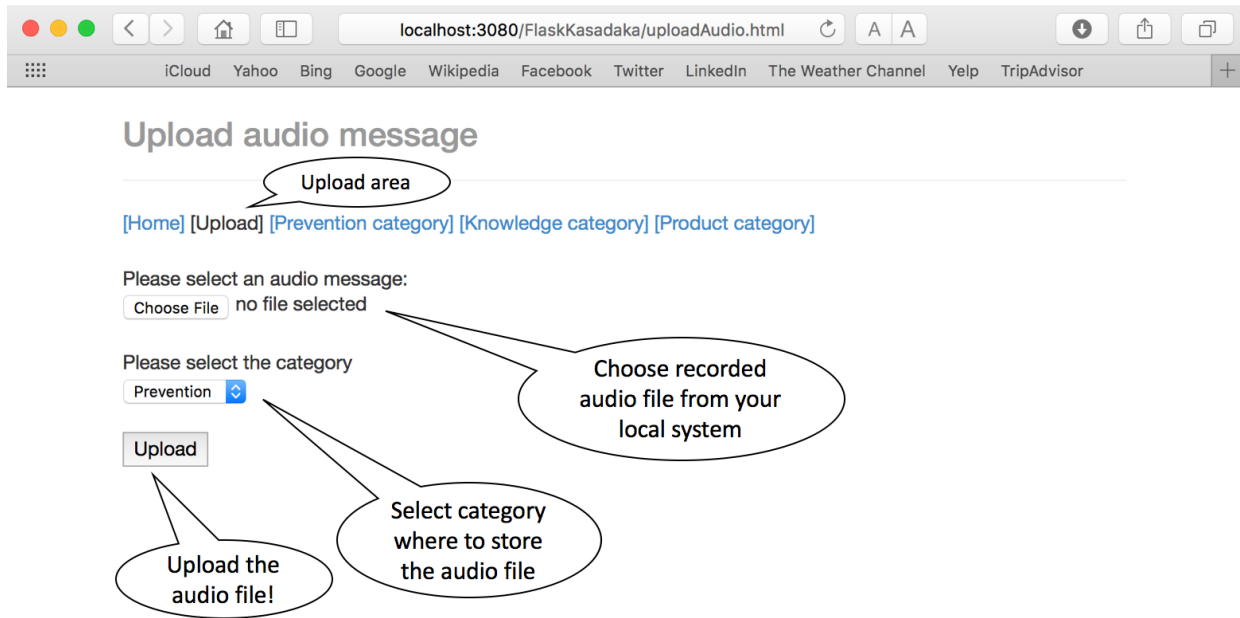 localhost:3080/FlaskKasadaka/uploadAudio.html
A A
iCloud Yahoo Bing Google Wikipedia Facebook Twitter LinkedIn The Weather Channel Yelp TripAdvisor
Upload audio message
Upload area
[Home] [Upload] [Prevention category] [Knowledge category] [Product category]
Please select an audio message:
Choose File no file selected
Choose recorded
audio file from your
local system
Please select the category
Prevention
Upload
Select category
where to store
the audio file
Upload the
audio file!